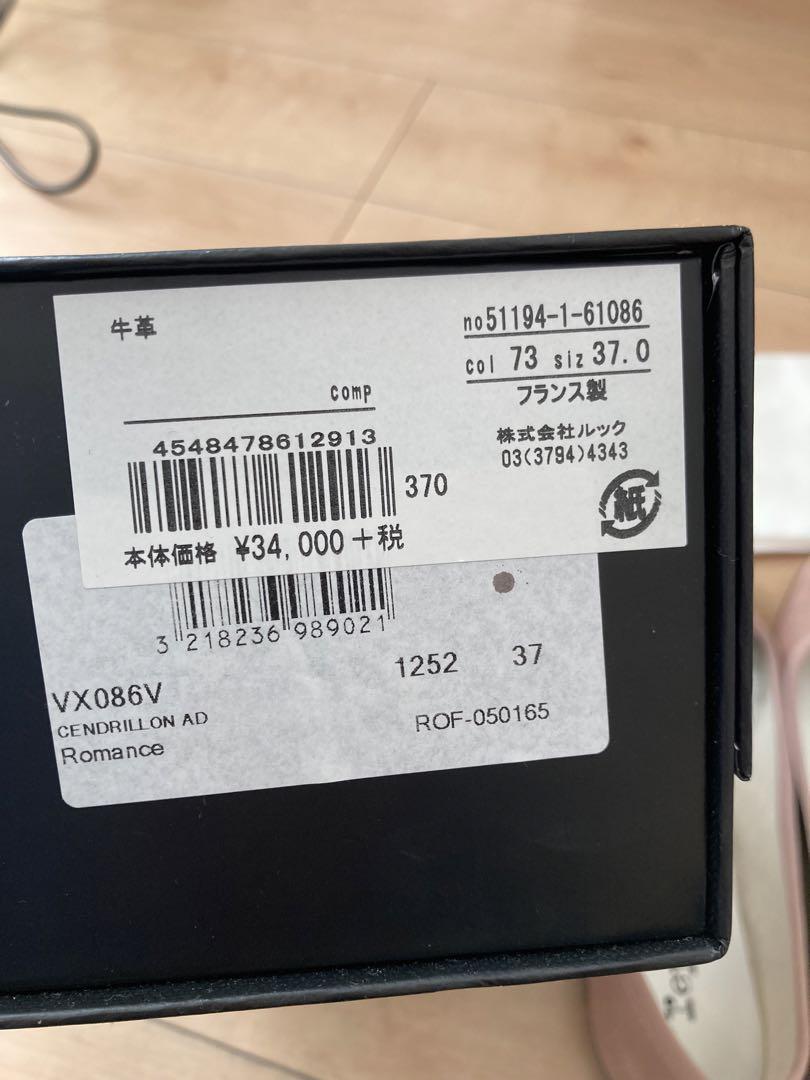 牛革
no51194-1-61086
col 73 siz 37.0
フランス製
comp
株式会社ルック
03(3794)4343
4548478612913
370
紙
本体価格 ¥34,000+税
3 218236 989021
1252 37
VX086V
CENDRILLON AD
ROF-050165
Romance